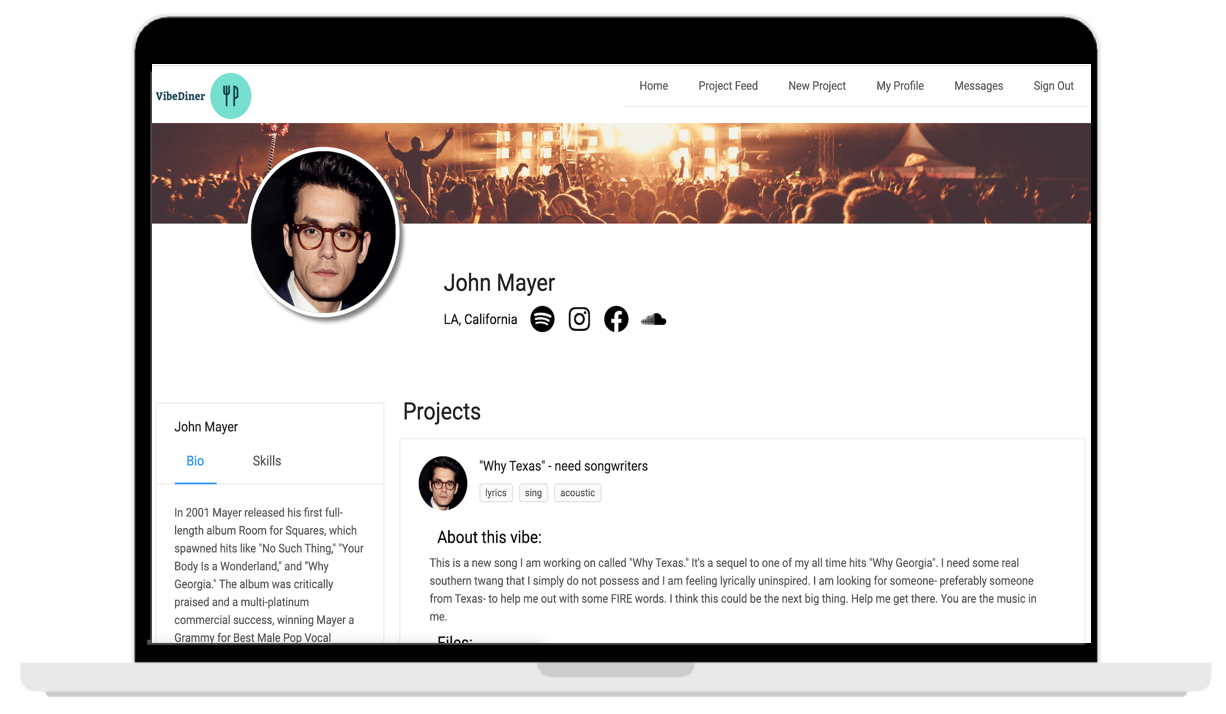 VibeDiner
Home Project Feed New Project My Profile Messages Sign Out
John Mayer
LA, California
John Mayer
Bio Skills
In 2001 Mayer released his first full-
length album Room for Squares, which
spawned hits like "No Such Thing," "Your
Body Is a Wonderland," and "Why
Georgia." The album was critically
praised and a multi-platinum
commercial success, winning Mayer a
Grammy for Best Male Pop Vocal
Projects
"Why Texas" - need songwriters
lyrics sing acoustic
About this vibe:
This is a new song I am working on called "Why Texas." It's a sequel to one of my all time hits "Why Georgia". I need some real
southern twang that I simply do not possess and I am feeling lyrically uninspired. I am looking for someone- preferably someone
from Texas- to help me out with some FIRE words. I think this could be the next big thing. Help me get there. You are the music in
me.
Files: